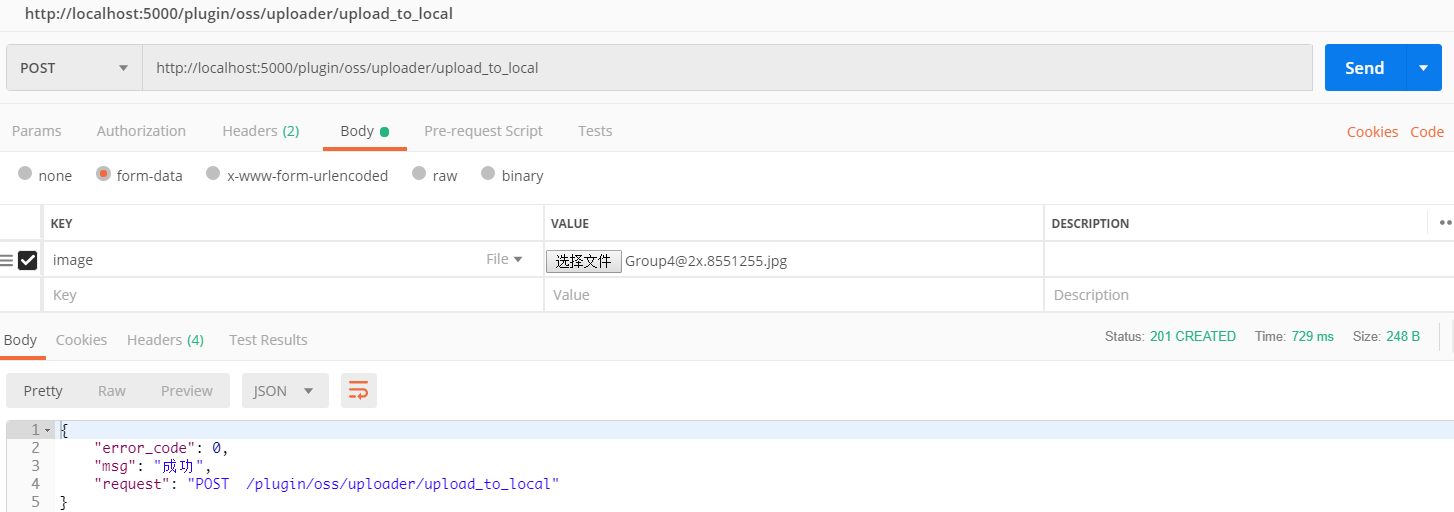 http://localhost:5000/plugin/oss/uploader/upload_to_local
POST http://localhost:5000/plugin/oss/uploader/upload_to_local Send
Params Authorization Headers (2) Body Pre-request Script Tests Cookies Code
none form-data x-www-form-urlencoded raw binary
KEY VALUE DESCRIPTION
image File 选择文件 Group4@2x.8551255.jpg
Key Value Description
Body Cookies Headers (4) Test Results Status: 201 CREATED Time: 729 ms Size: 248 B
Pretty Raw Preview JSON
1 {
2 "error_code": 0,
3 "msg": "成功",
4 "request": "POST  /plugin/oss/uploader/upload_to_local"
5 }